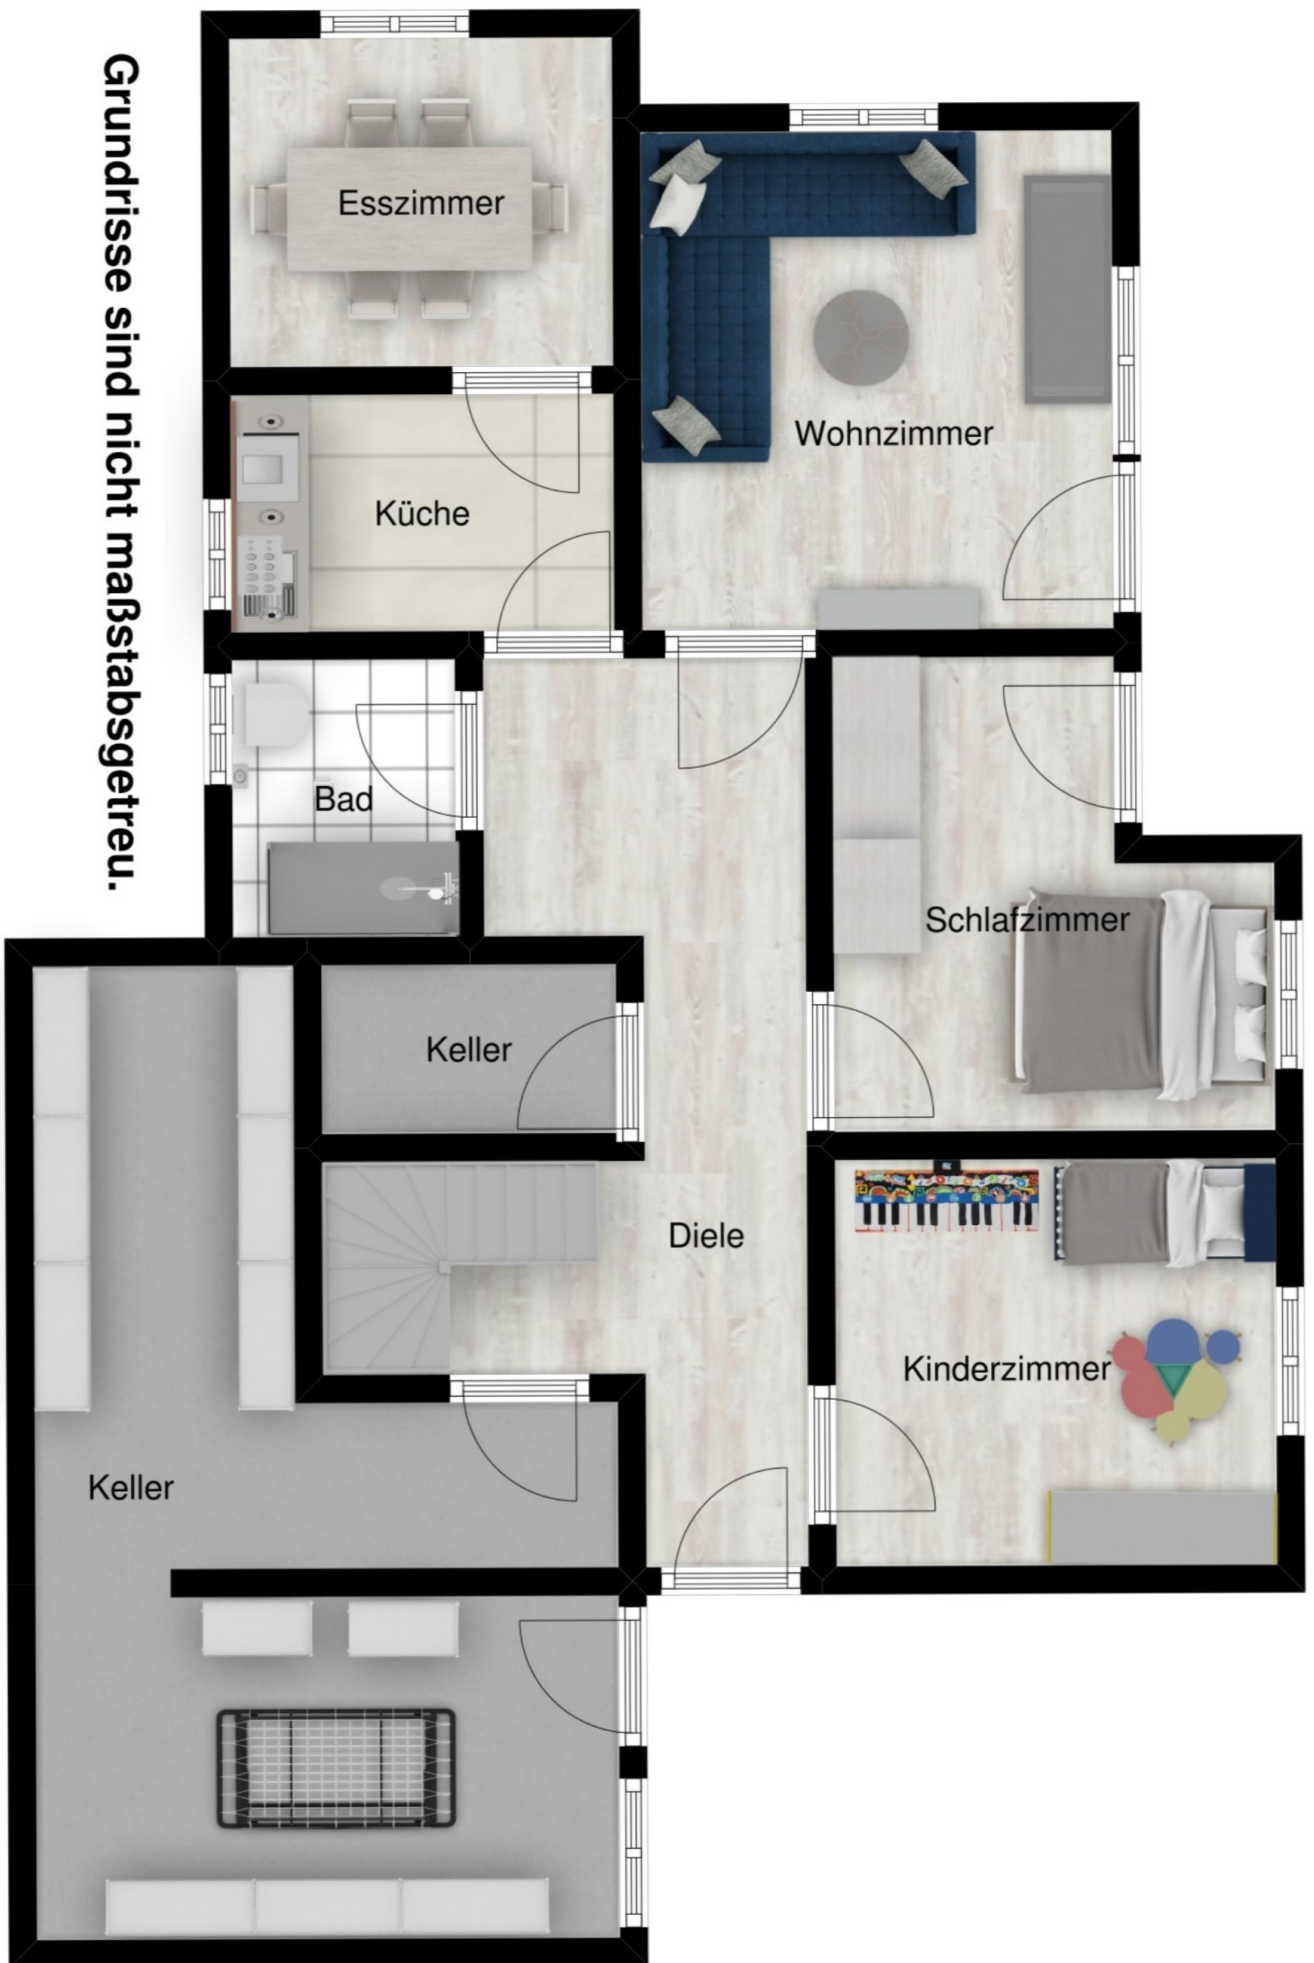 Grundrisse sind nicht maßstabsgetreu.
Esszimmer
Wohnzimmer
Küche
Bad
Schlafzimmer
Keller
Diele
Kinderzimmer
Keller